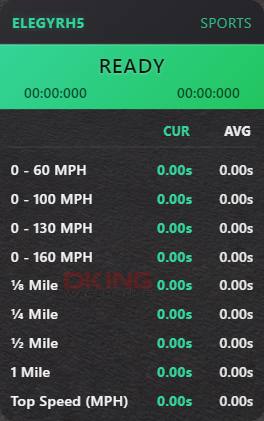 ELEGYRH5 SPORTS
READY
00:00:000 00:00:000
CUR AVG
0 - 60 MPH 0.00s 0.00s
0 - 100 MPH 0.00s 0.00s
0 - 130 MPH 0.00s 0.00s
0 - 160 MPH 0.00s 0.00s
⅛ Mile 0.00s 0.00s
DKING
¼ Mile 0.00s 0.00s
½ Mile 0.00s 0.00s
1 Mile 0.00s 0.00s
Top Speed (MPH) 0.00s 0.00s